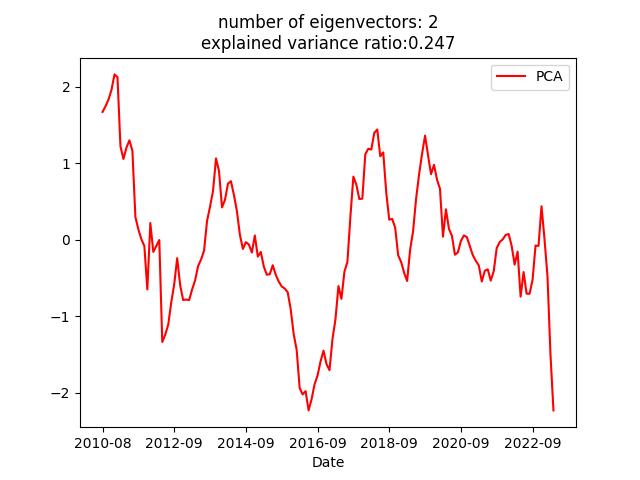 number of eigenvectors: 2
explained variance ratio:0.247
PCA
2
1
0
−1
−2
2010-08 2012-09 2014-09 2016-09 2018-09 2020-09 2022-09
Date